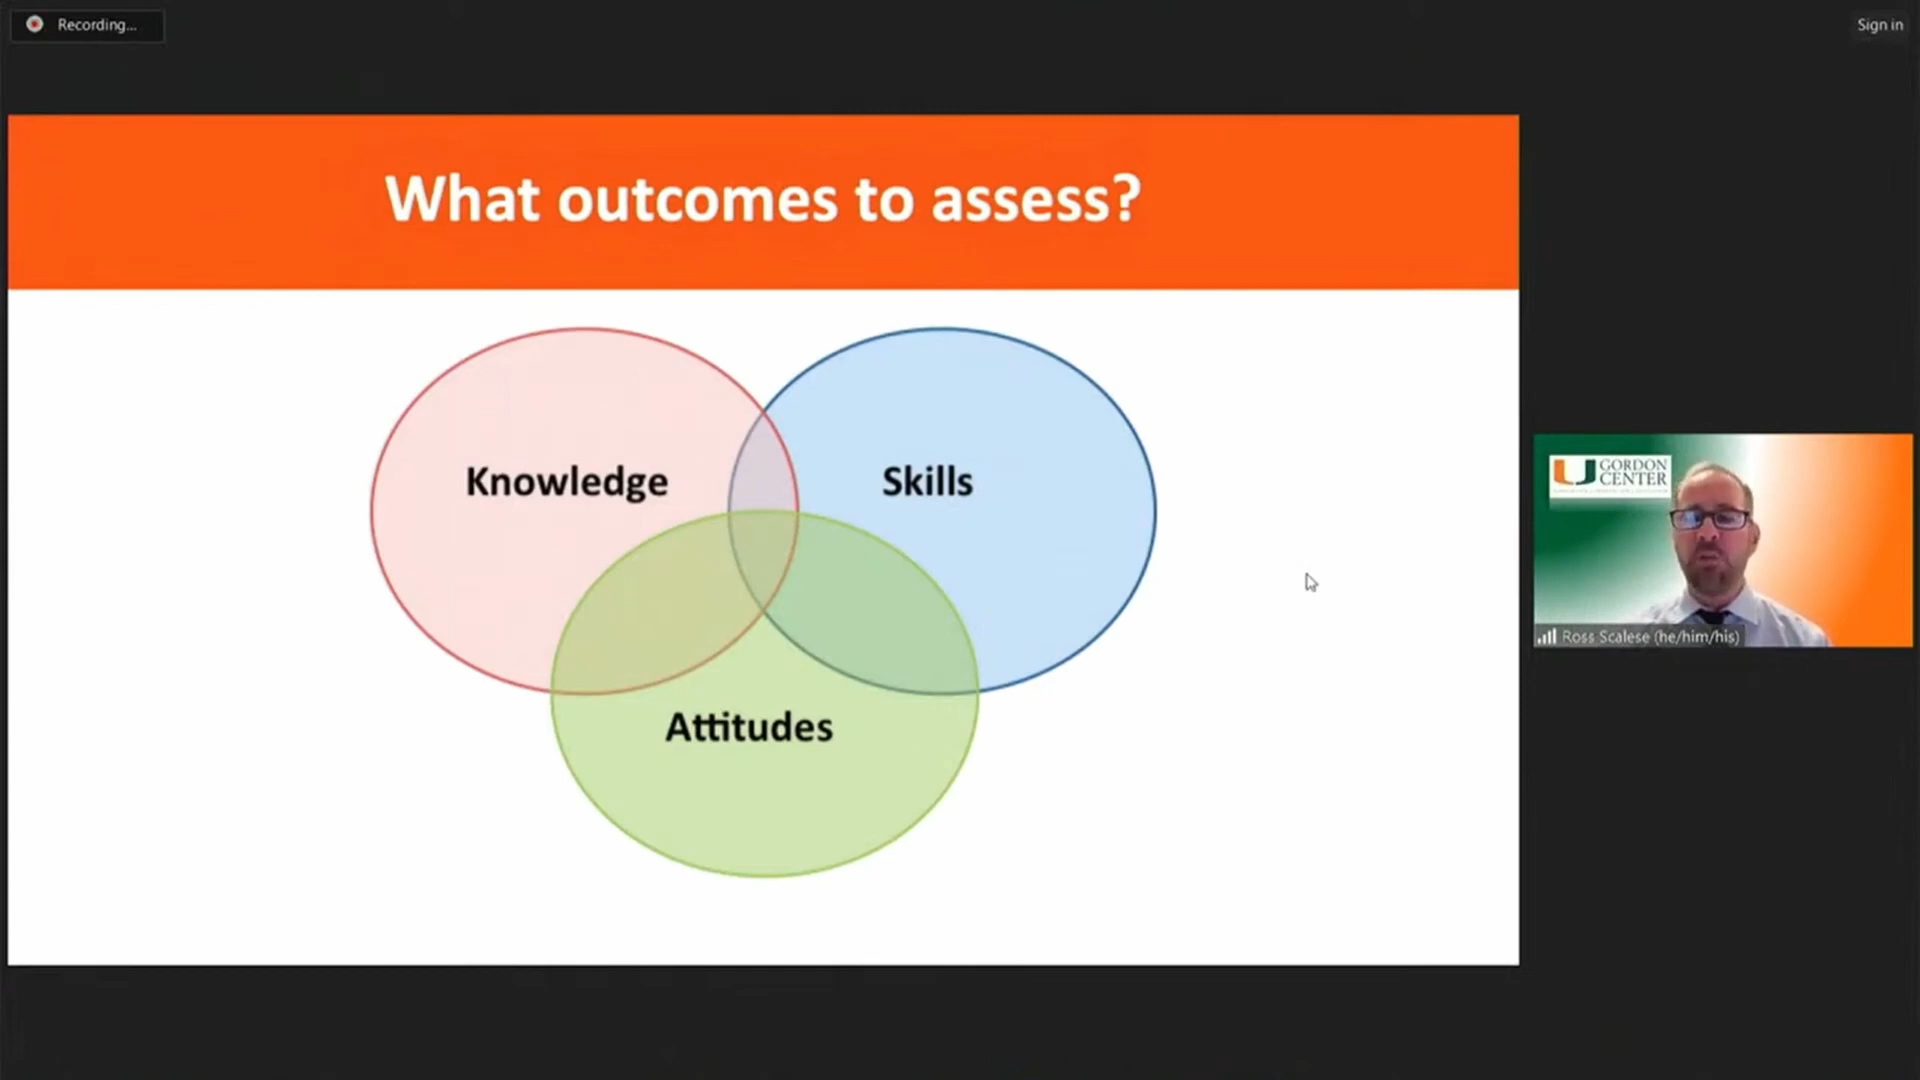 Recording...
Sign in
What outcomes to assess?
Knowledge
Skills
Attitudes
GORDON
CENTER
Ross Scalese (he/him/his)